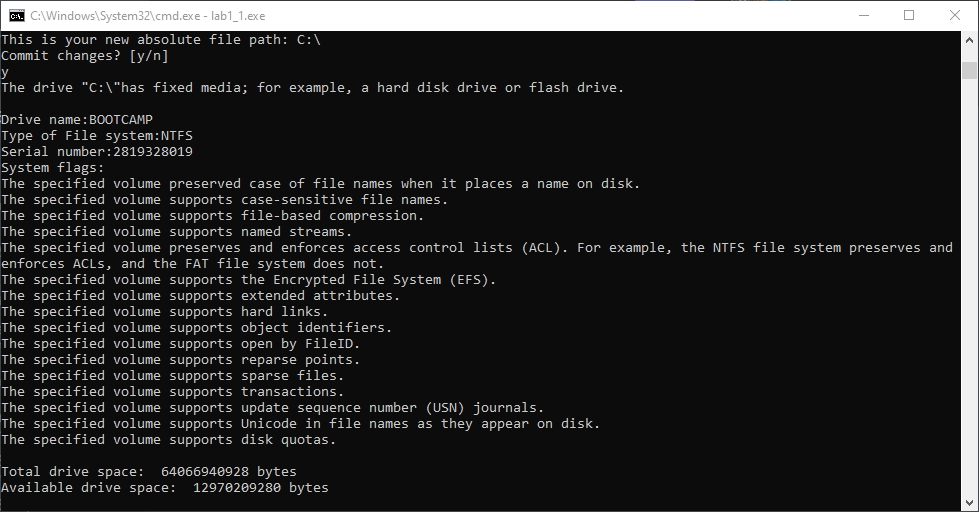 C:\Windows\System32\cmd.exe - lab1_1.exe
This is your new absolute file path: C:\
Commit changes? [y/n]
y
The drive "C:\"has fixed media; for example, a hard disk drive or flash drive.
Drive name:BOOTCAMP
Type of File system:NTFS
Serial number:2819328019
System flags:
The specified volume preserved case of file names when it places a name on disk.
The specified volume supports case-sensitive file names.
The specified volume supports file-based compression.
The specified volume supports named streams.
The specified volume preserves and enforces access control lists (ACL). For example, the NTFS file system preserves and
enforces ACLs, and the FAT file system does not.
The specified volume supports the Encrypted File System (EFS).
The specified volume supports extended attributes.
The specified volume supports hard links.
The specified volume supports object identifiers.
The specified volume supports open by FileID.
The specified volume supports reparse points.
The specified volume supports sparse files.
The specified volume supports transactions.
The specified volume supports update sequence number (USN) journals.
The specified volume supports Unicode in file names as they appear on disk.
The specified volume supports disk quotas.
Total drive space:  64066940928 bytes
Available drive space:  12970209280 bytes